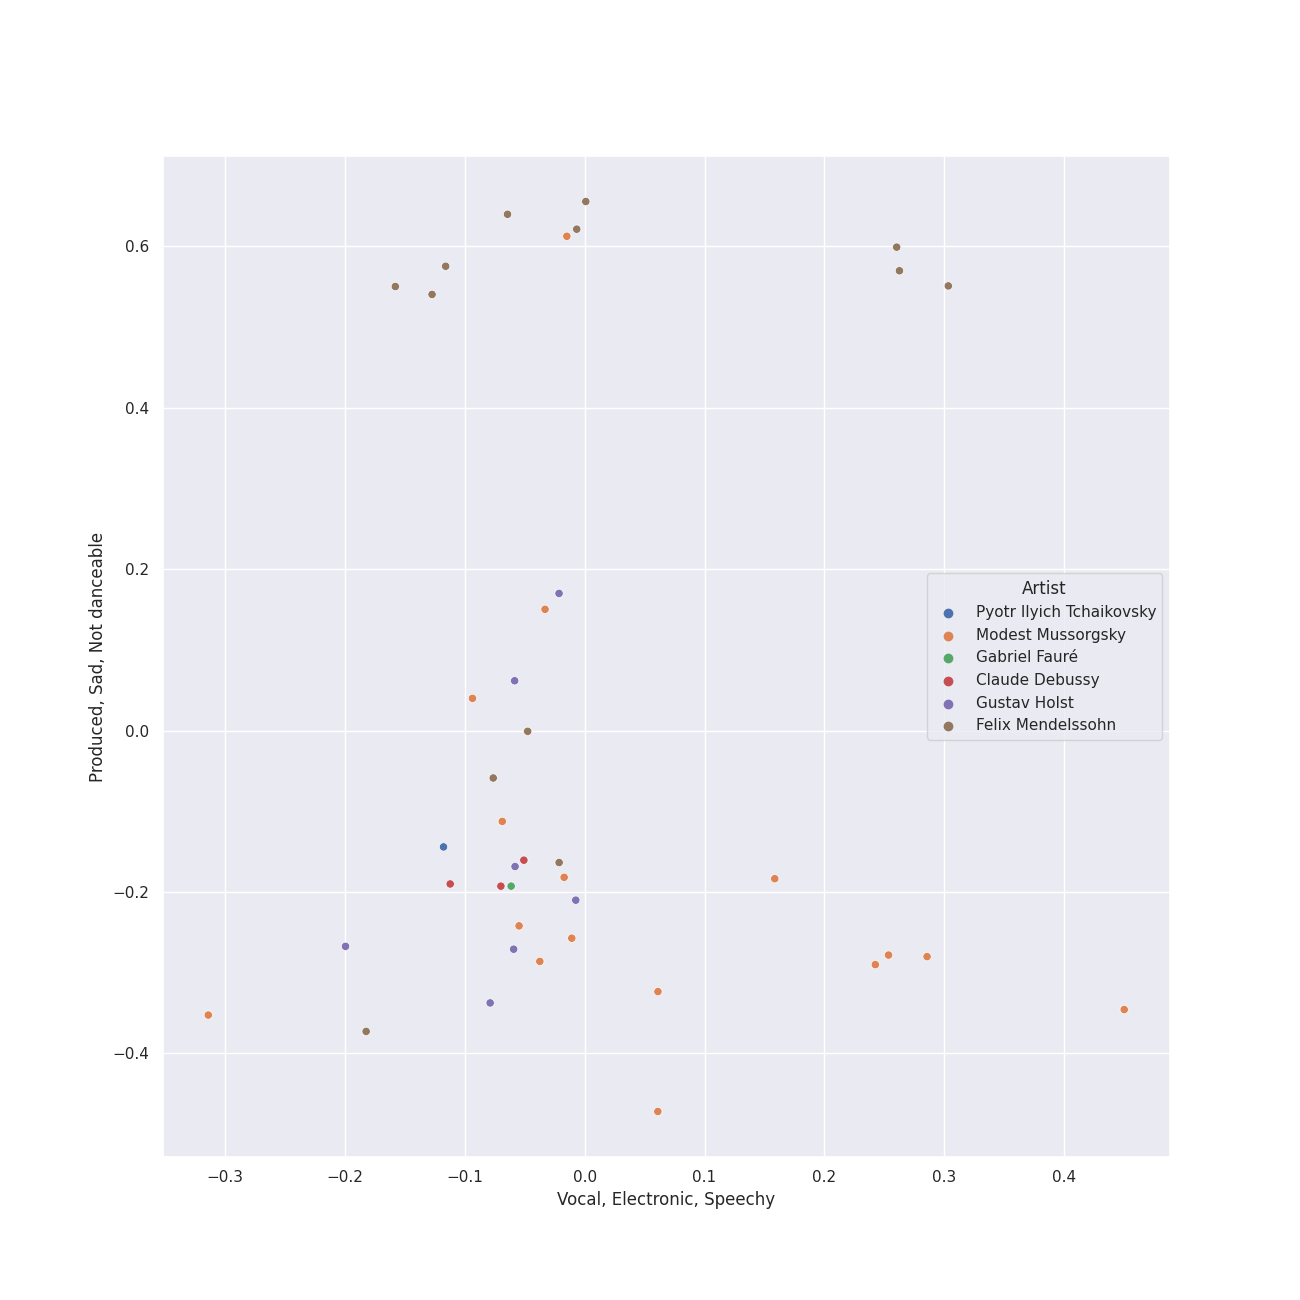 0.6
0.4
0.2
0.0
−0.2
−0.4
Produced, Sad, Not danceable
Artist
Pyotr Ilyich Tchaikovsky
Modest Mussorgsky
Gabriel Fauré
Claude Debussy
Gustav Holst
Felix Mendelssohn
−0.3 −0.2 −0.1 0.0 0.1 0.2 0.3 0.4
Vocal, Electronic, Speechy